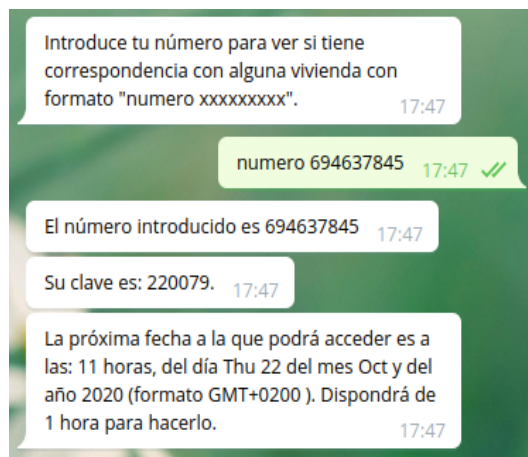 Introduce tu número para ver si tiene
correspondencia con alguna vivienda con
formato "numero xxxxxxxxx".
17:47
numero 694637845 17:47
El número introducido es 694637845 17:47
Su clave es: 220079. 17:47
La próxima fecha a la que podrá acceder es a
las: 11 horas, del día Thu 22 del mes Oct y del
año 2020 (formato GMT+0200 ). Dispondrá de
1 hora para hacerlo.
17:47